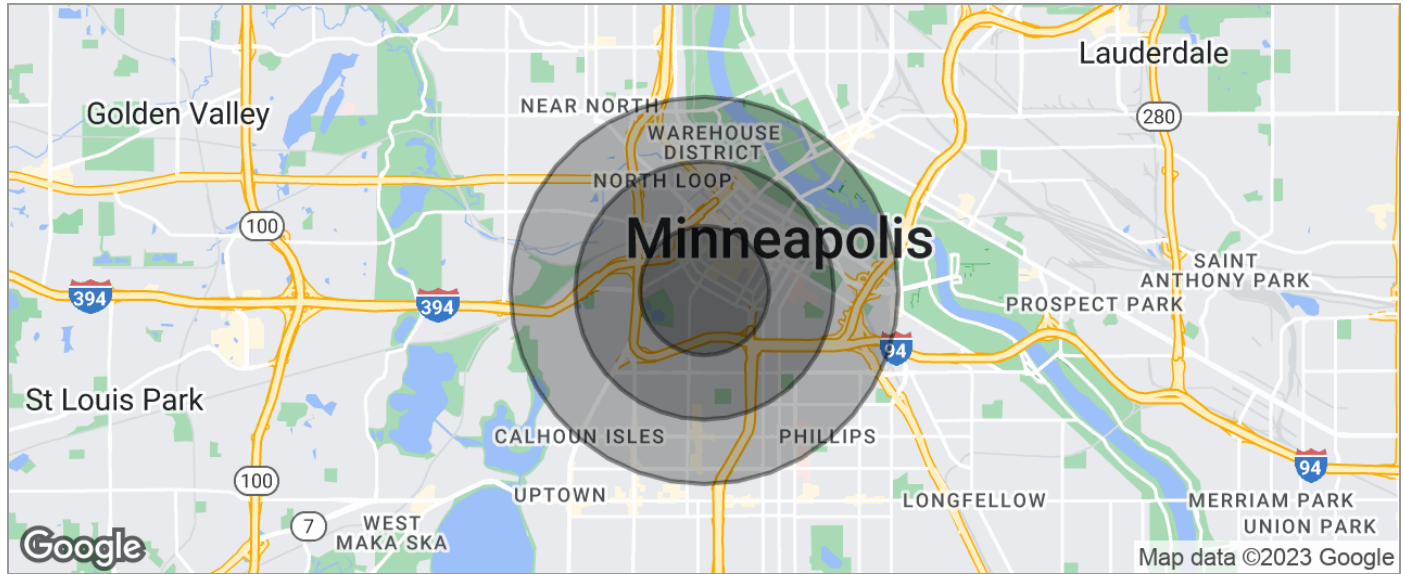 Lauderdale
Golden Valley
NEAR NORTH
280
WAREHOUSE
DISTRICT
NORTH LOOP
100
Minneapolis
SAINT
ANTHONY PARK
394
394
PROSPECT PARK
94
St Louis Park
CALHOUN ISLES
PHILLIPS
94
100
UPTOWN
LONGFELLOW
MERRIAM PARK
7
WEST
MAKA SKA
UNION PARK
Google
Map data ©2023 Google